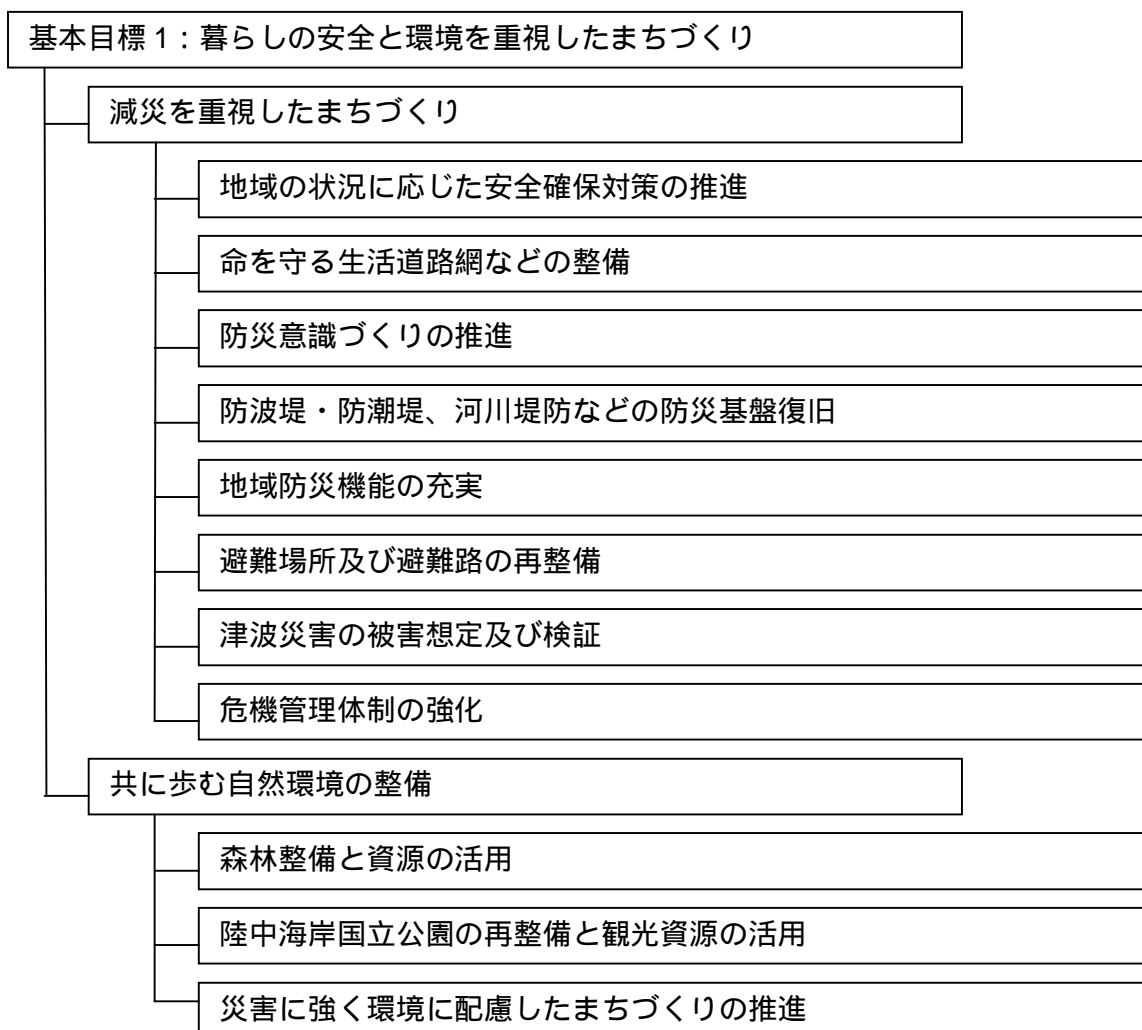 基本目標1：暮らしの安全と環境を重視したまちづくり
減災を重視したまちづくり
地域の状況に応じた安全確保対策の推進
命を守る生活道路網などの整備
防災意識づくりの推進
防波堤・防潮堤、河川堤防などの防災基盤復旧
地域防災機能の充実
避難場所及び避難路の再整備
津波災害の被害想定及び検証
危機管理体制の強化
共に歩む自然環境の整備
森林整備と資源の活用
陸中海岸国立公園の再整備と観光資源の活用
災害に強く環境に配慮したまちづくりの推進